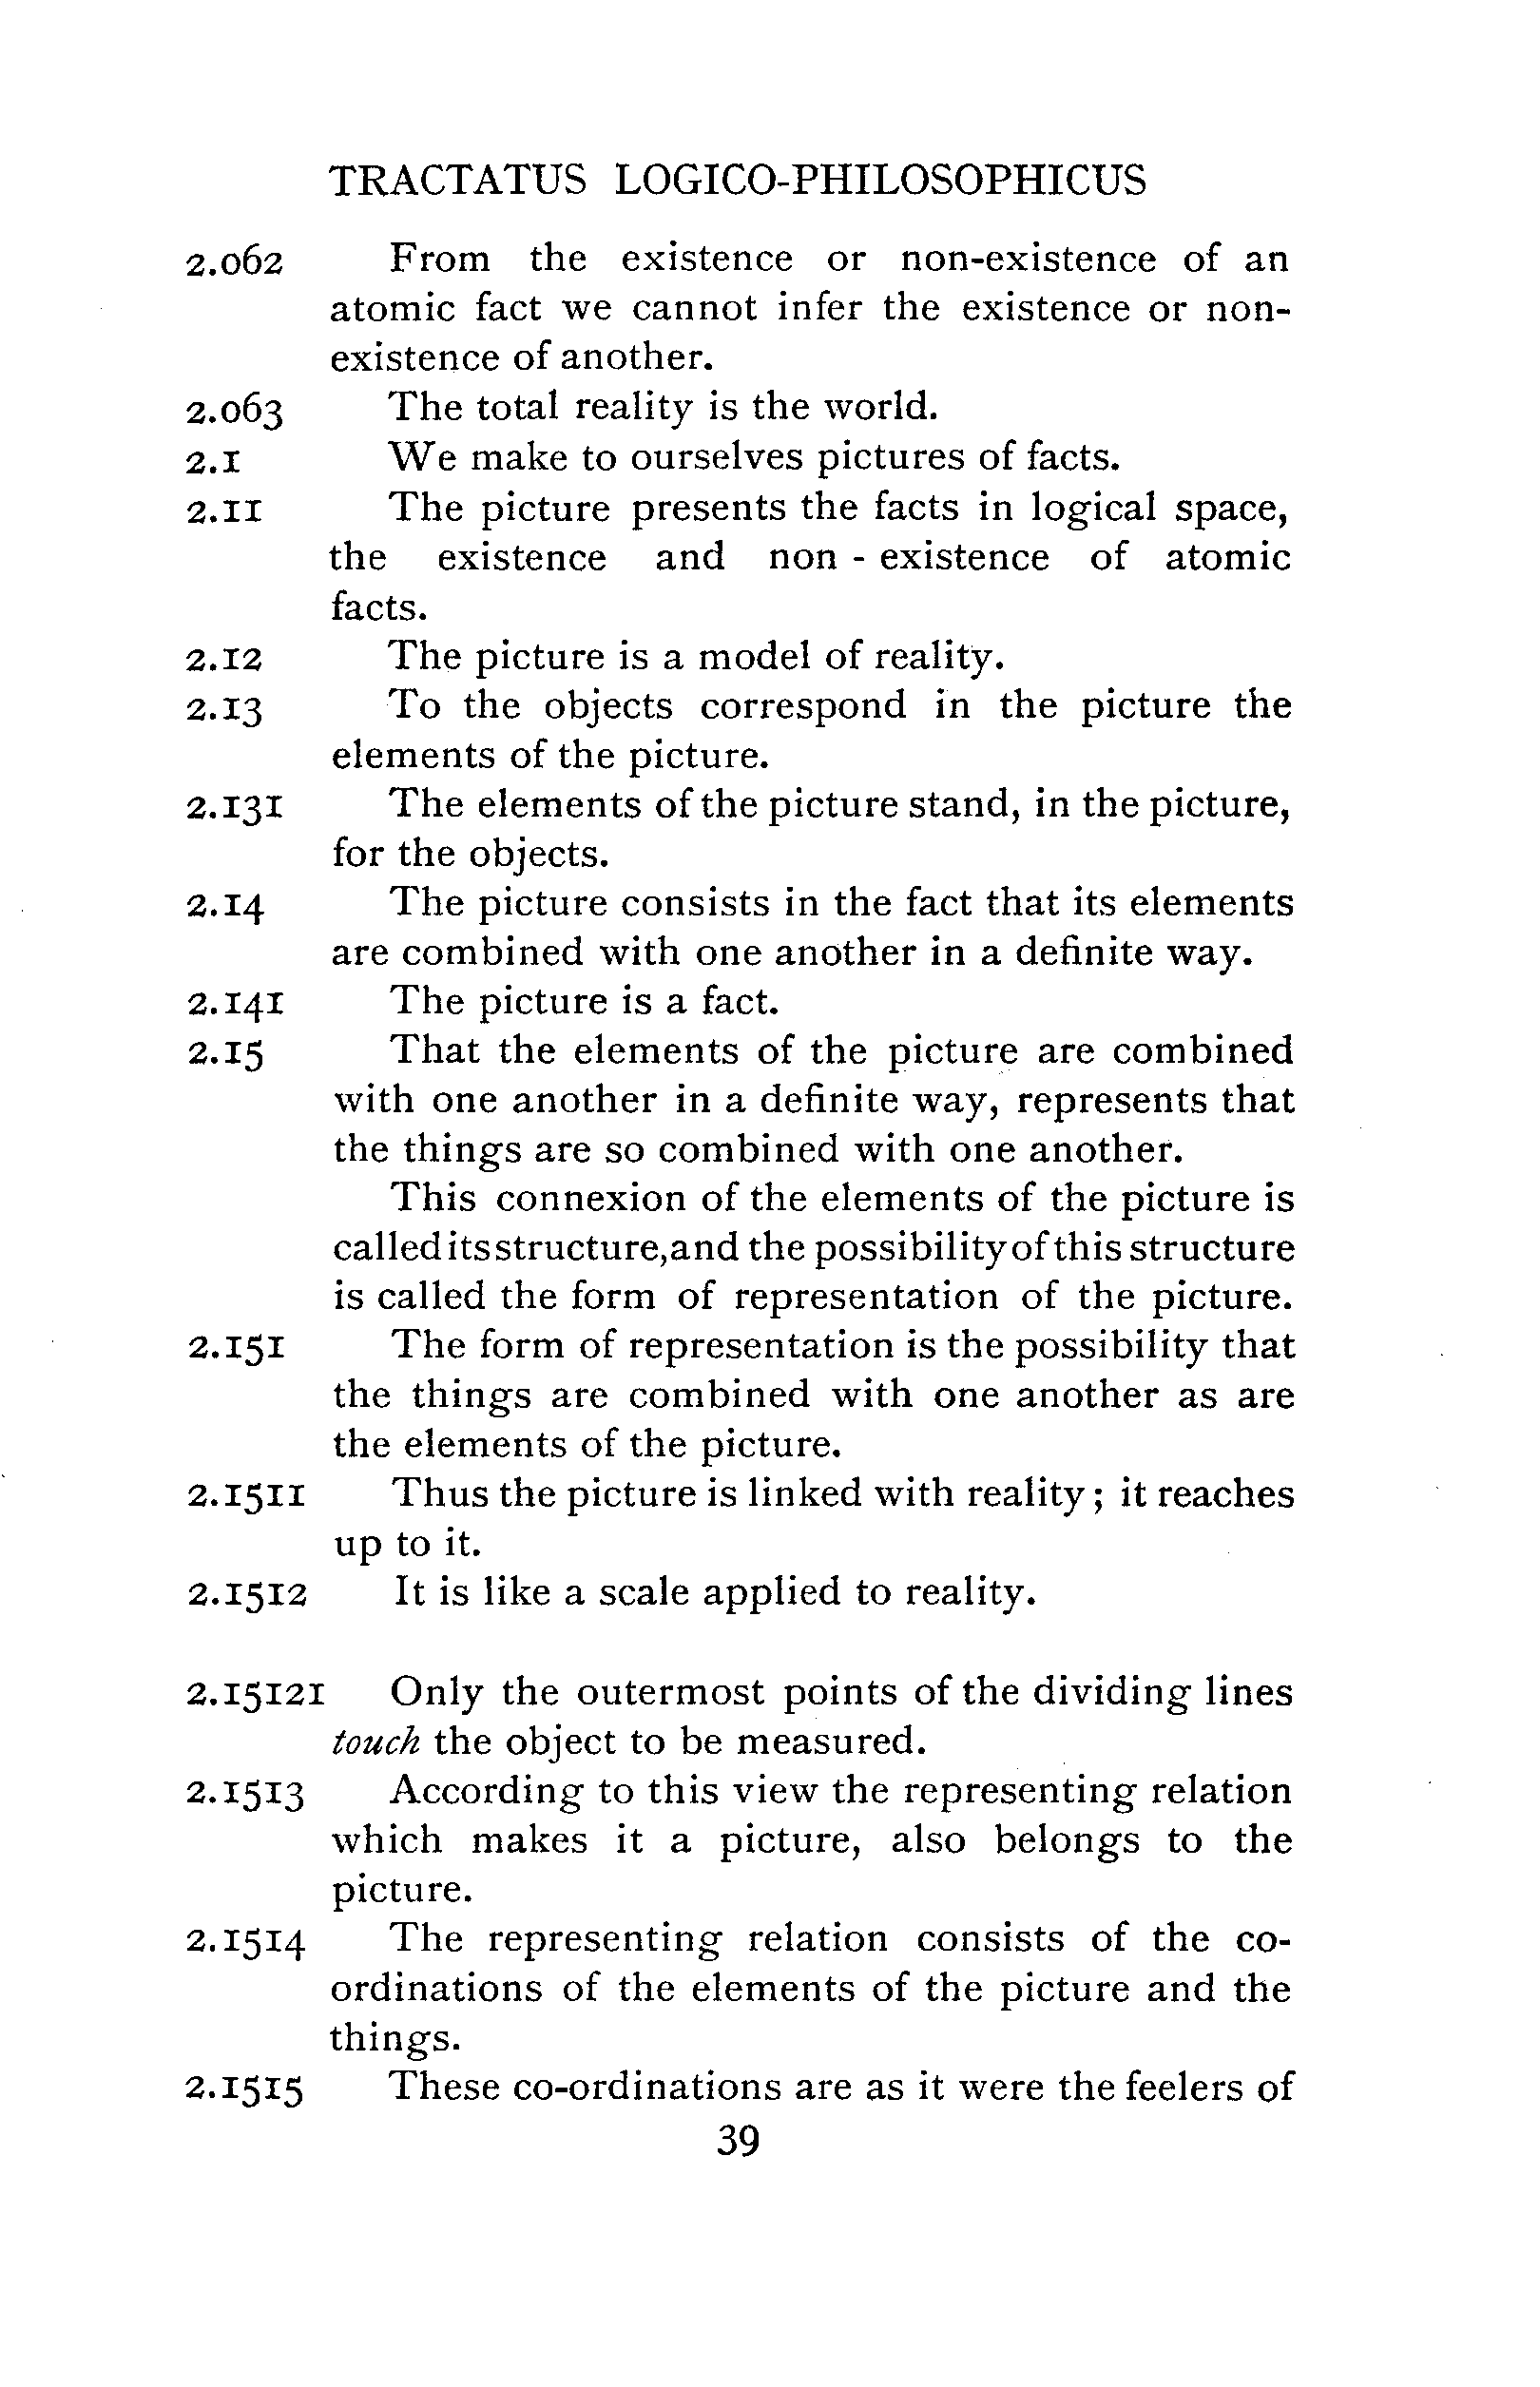 TRACTATUS LOGICO-PHILOSOPHICUS
2.062 From the existence or non-existence of an
atomic fact we cannot infer the existence or non-
existence of another.
2.063 The total reality is the world.
2.1 We make to ourselves pictures of facts.
2.11 The picture presents the facts in logical space,
the existence and non-existence of atomic
facts.
2.12 The picture is a model of reality.
2.13 To the objects correspond in the picture the
elements of the picture.
2.131 The elements of the picture stand, in the picture,
for the objects.
2.14 The picture consists in the fact that its elements
are combined with one another in a definite way.
2.141 The picture is a fact.
2.15 That the elements of the picture are combined
with one another in a definite way, represents that
the things are so combined with one another.
This connexion of the elements of the picture is
called its structure, and the possibility of this structure
is called the form of representation of the picture.
2.151 The form of representation is the possibility that
the things are combined with one another as are
the elements of the picture.
2.1511 Thus the picture is linked with reality; it reaches
up to it.
2.1512 It is like a scale applied to reality.
2.15121 Only the outermost points of the dividing lines
touch the object to be measured.
2.1513 According to this view the representing relation
which makes it a picture, also belongs to the
picture.
2.1514 The representing relation consists of the co-
ordinations of the elements of the picture and the
things.
2.1515 These co-ordinations are as it were the feelers of
39